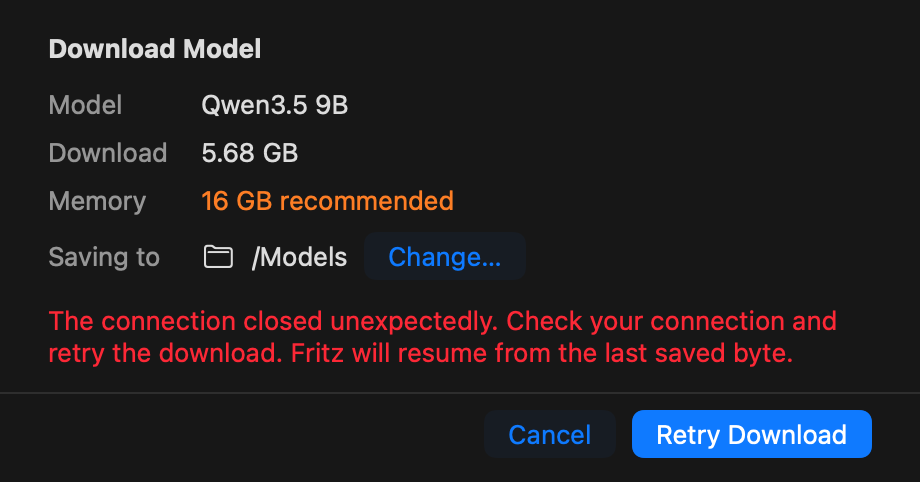 Download Model
Model Qwen3.5 9B
Download 5.68 GB
Memory 16 GB recommended
Saving to /Models Change...
The connection closed unexpectedly. Check your connection and
retry the download. Fritz will resume from the last saved byte.
Cancel Retry Download